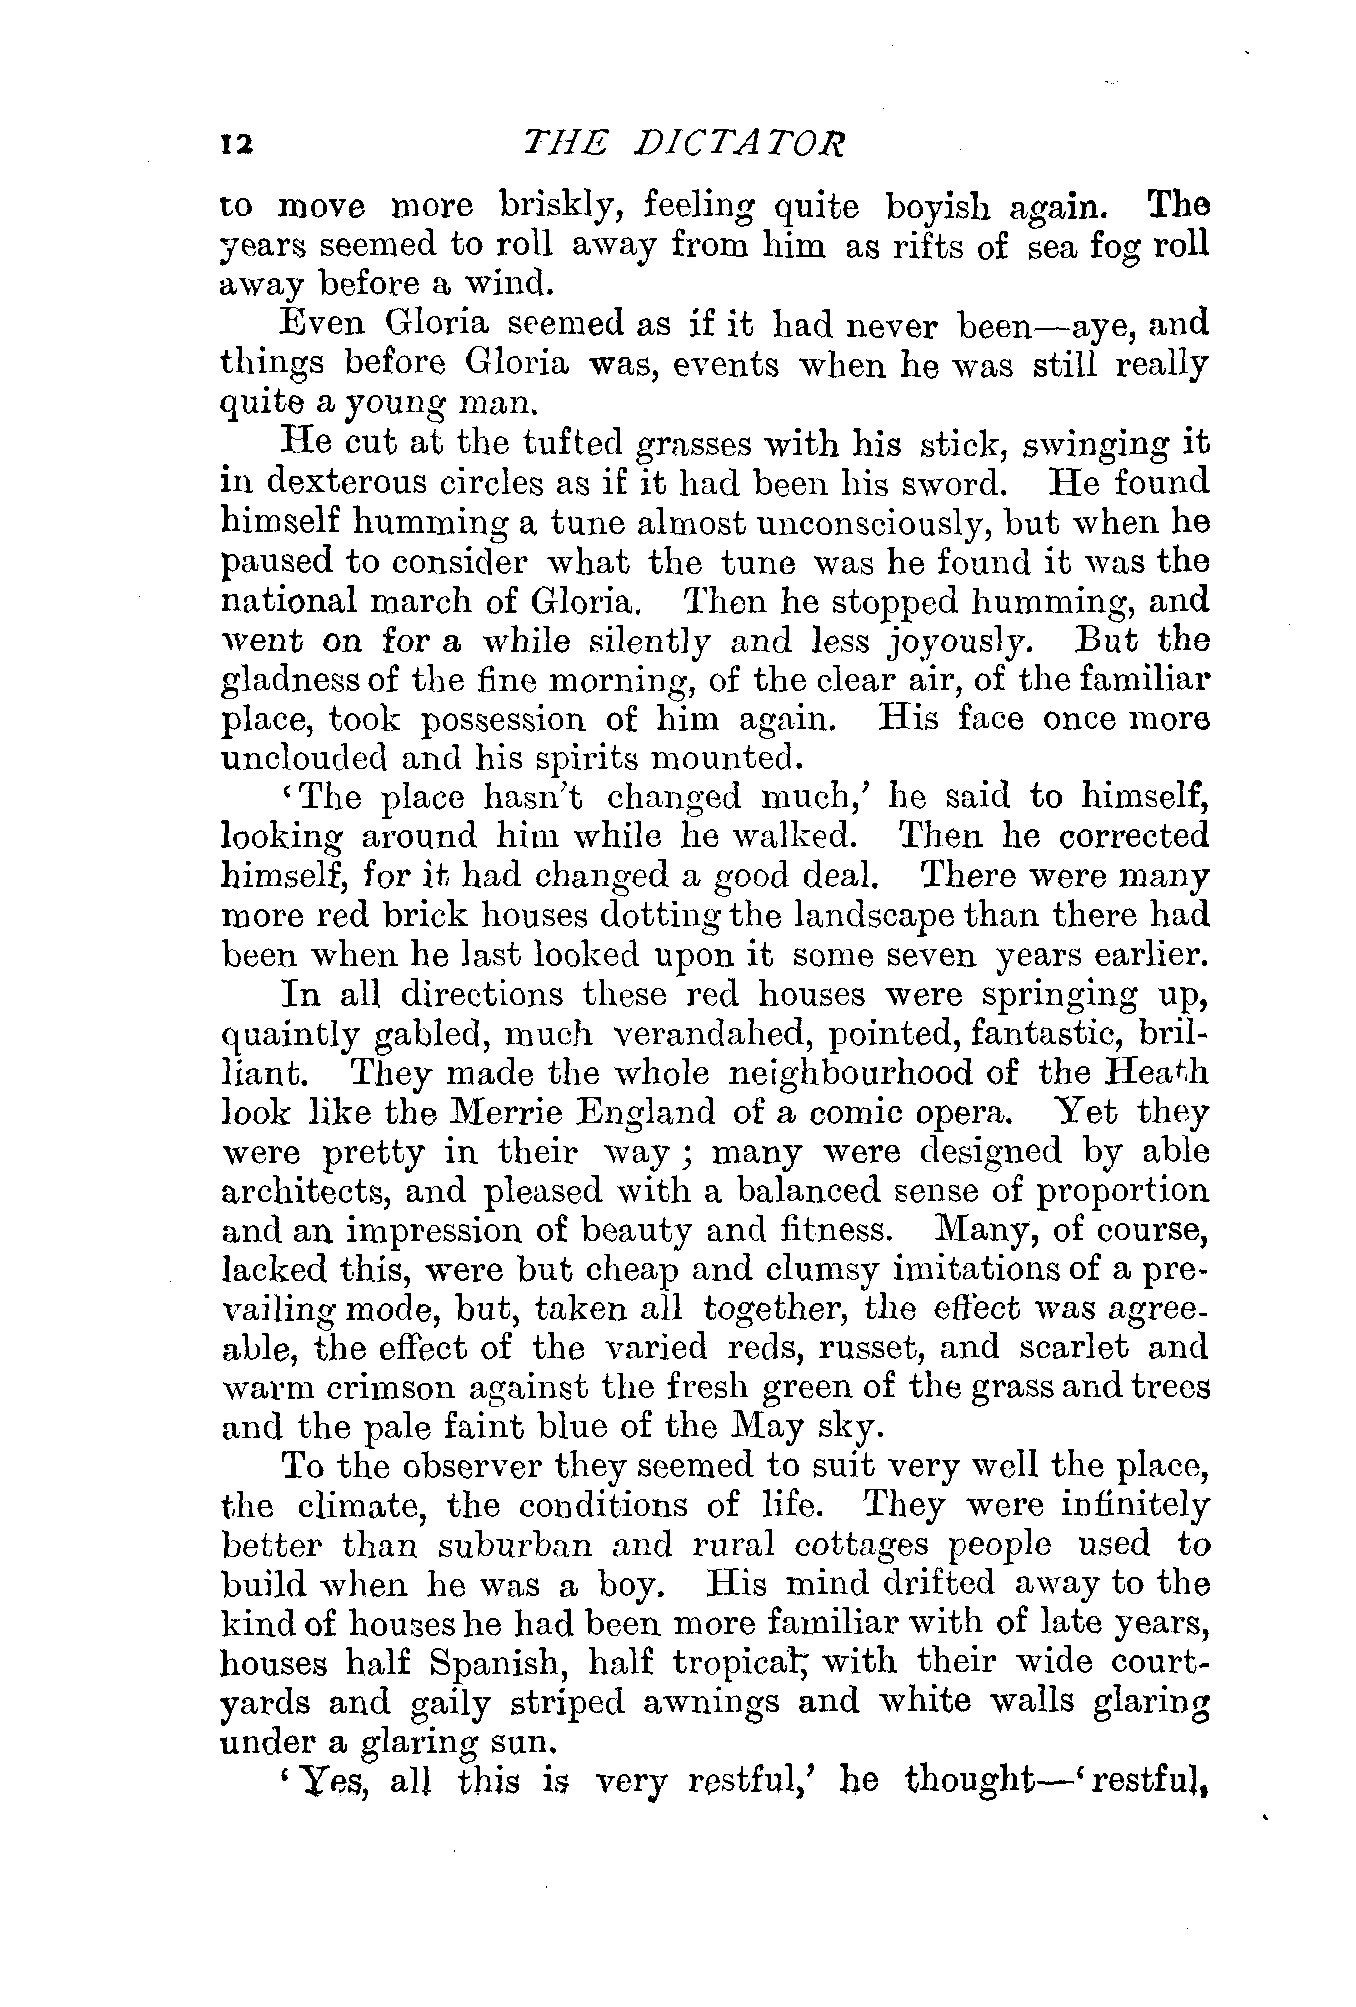 12 THE DICTATOR
to move more briskly, feeling quite boyish again. The
years seemed to roll away from him as rifts of sea fog roll
away before a wind.
Even Gloria seemed as if it had never been—aye, and
things before Gloria was, events when he was still really
quite a young man.
He cut at the tufted grasses with his stick, swinging it
in dexterous circles as if it had been his sword. He found
himself humming a tune almost unconsciously, but when he
paused to consider what the tune was he found it was the
national march of Gloria. Then he stopped humming, and
went on for a while silently and less joyously. But the
gladness of the fine morning, of the clear air, of the familiar
place, took possession of him again. His face once more
unclouded and his spirits mounted.
‘The place hasn't changed much,’ he said to himself,
looking around him while he walked. Then he corrected
himself, for it had changed a good deal. There were many
more red brick houses dotting the landscape than there had
been when he last looked upon it some seven years earlier.
In all directions these red houses were springing up,
quaintly gabled, much verandahed, pointed, fantastic, bril-
liant. They made the whole neighbourhood of the Heath
look like the Merrie England of a comic opera. Yet they
were pretty in their way; many were designed by able
architects, and pleased with a balanced sense of proportion
and an impression of beauty and fitness. Many, of course,
lacked this, were but cheap and clumsy imitations of a pre-
vailing mode, but, taken all together, the effect was agree-
able, the effect of the varied reds, russet, and scarlet and
warm crimson against the fresh green of the grass and trees
and the pale faint blue of the May sky.
To the observer they seemed to suit very well the place,
the climate, the conditions of life. They were infinitely
better than suburban and rural cottages people used to
build when he was a boy. His mind drifted away to the
kind of houses he had been more familiar with of late years,
houses half Spanish, half tropical, with their wide court-
yards and gaily striped awnings and white walls glaring
under a glaring sun.
‘Yes, all this is very restful,’ he thought—‘restful,